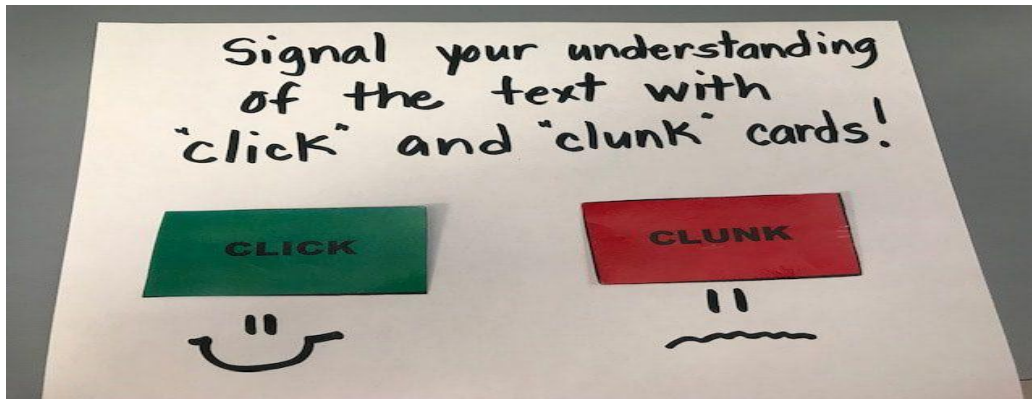 Signal your understanding
of the text with
"click" and "clunk" cards!
CLICK
CLUNK